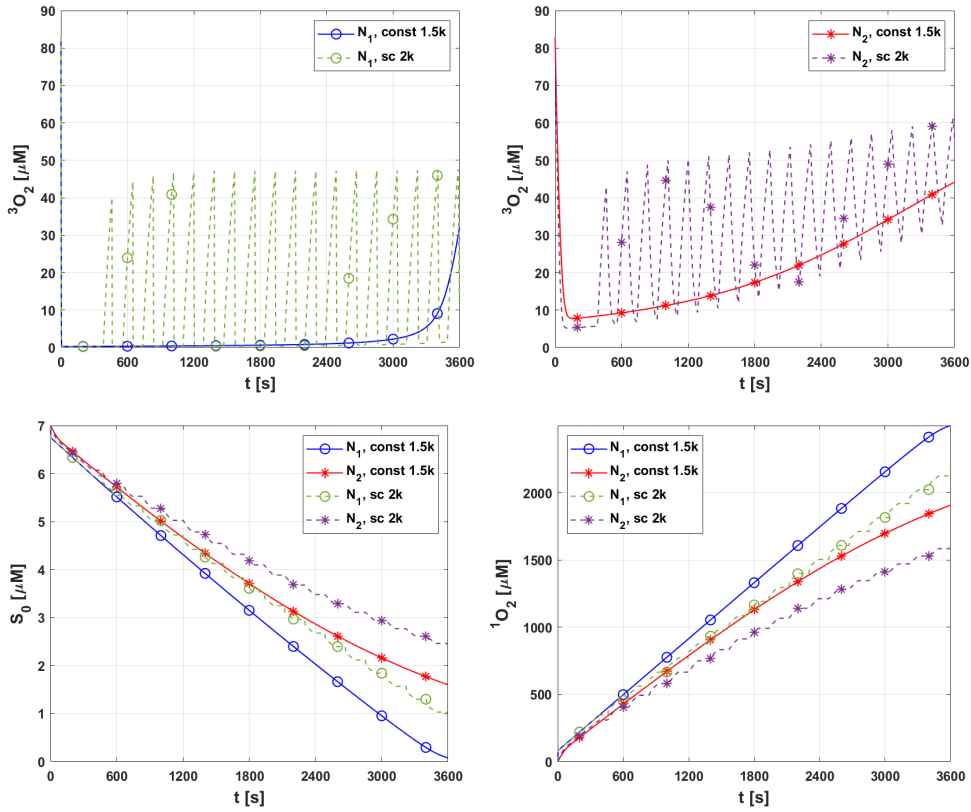 90
80
70
60
50
40
30
20
10
0
³O₂ [μM]
N₁, const 1.5k
N₁, sc 2k
0 600 1200 1800 2400 3000 3600
t [s]
90
80
70
60
50
40
30
20
10
0
³O₂ [μM]
N₂, const 1.5k
N₂, sc 2k
0 600 1200 1800 2400 3000 3600
t [s]
7
6
5
4
3
2
1
0
S₀ [μM]
N₁, const 1.5k
N₂, const 1.5k
N₁, sc 2k
N₂, sc 2k
0 600 1200 1800 2400 3000 3600
t [s]
2000
1500
1000
500
0
¹O₂ [μM]
N₁, const 1.5k
N₂, const 1.5k
N₁, sc 2k
N₂, sc 2k
0 600 1200 1800 2400 3000 3600
t [s]